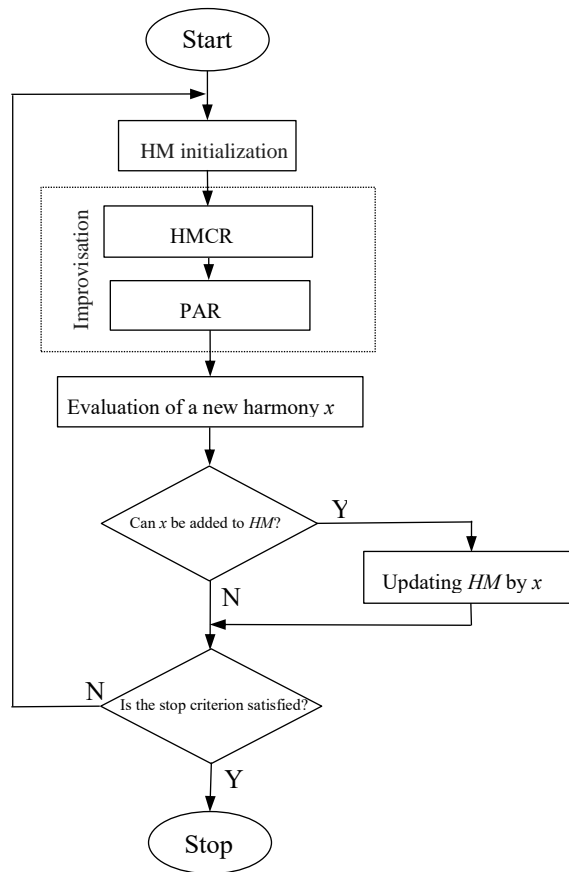 Start
HM initialization
Improvisation
HMCR
PAR
Evaluation of a new harmony x
Can x be added to HM?
Y
Updating HM by x
N
N
Is the stop criterion satisfied?
Y
Stop